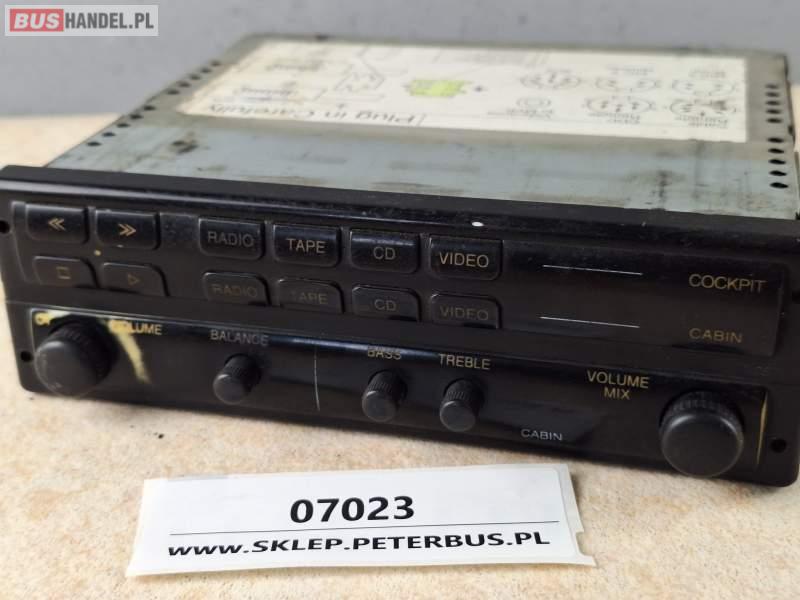 BUSHANDEL.PL
Plug in Carefully
RADIO TAPE CD VIDEO
COCKPIT
RADIO TAPE CD VIDEO
CABIN
VOLUME BALANCE BASS TREBLE VOLUME MIX
CABIN
07023
www.SKLEP.PETERBUS.PL